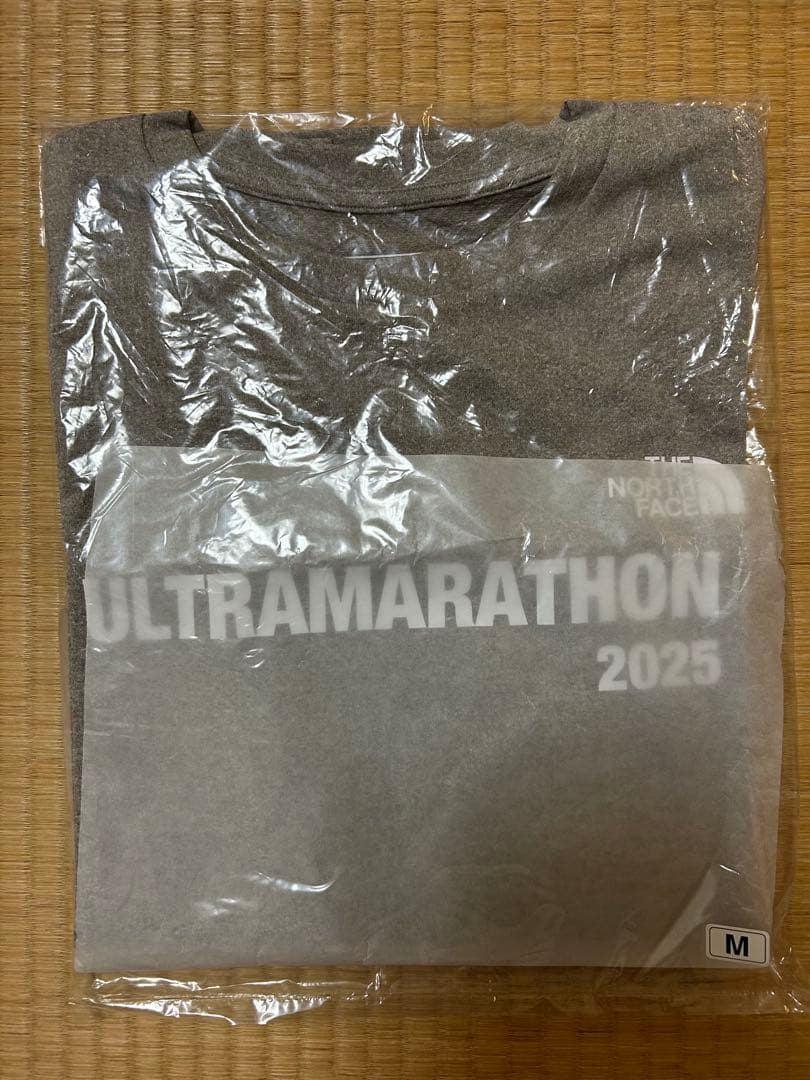 THE
NORTH
FACE
ULTRAMARATHON
2025
M